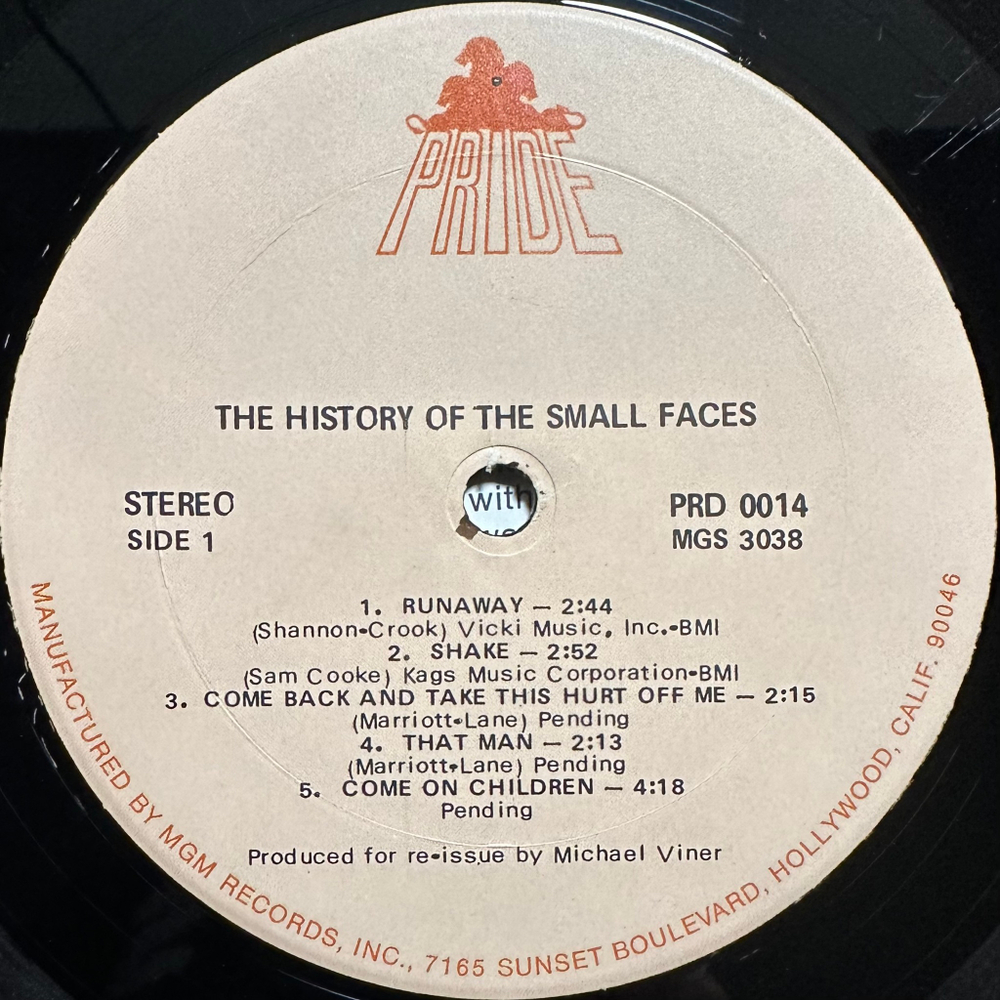 PRIDE
THE HISTORY OF THE SMALL FACES
STEREO
SIDE 1
PRD 0014
MGS 3038
with
1. RUNAWAY — 2:44
(Shannon-Crook) Vicki Music, Inc.-BMI
2. SHAKE — 2:52
(Sam Cooke) Kags Music Corporation-BMI
3. COME BACK AND TAKE THIS HURT OFF ME — 2:15
(Marriott-Lane) Pending
4. THAT MAN — 2:13
(Marriott-Lane) Pending
5. COME ON CHILDREN — 4:18
Pending
Produced for re-issue by Michael Viner
MANUFACTURED BY MGM RECORDS, INC., 7165 SUNSET BOULEVARD, HOLLYWOOD, CALIF. 90046